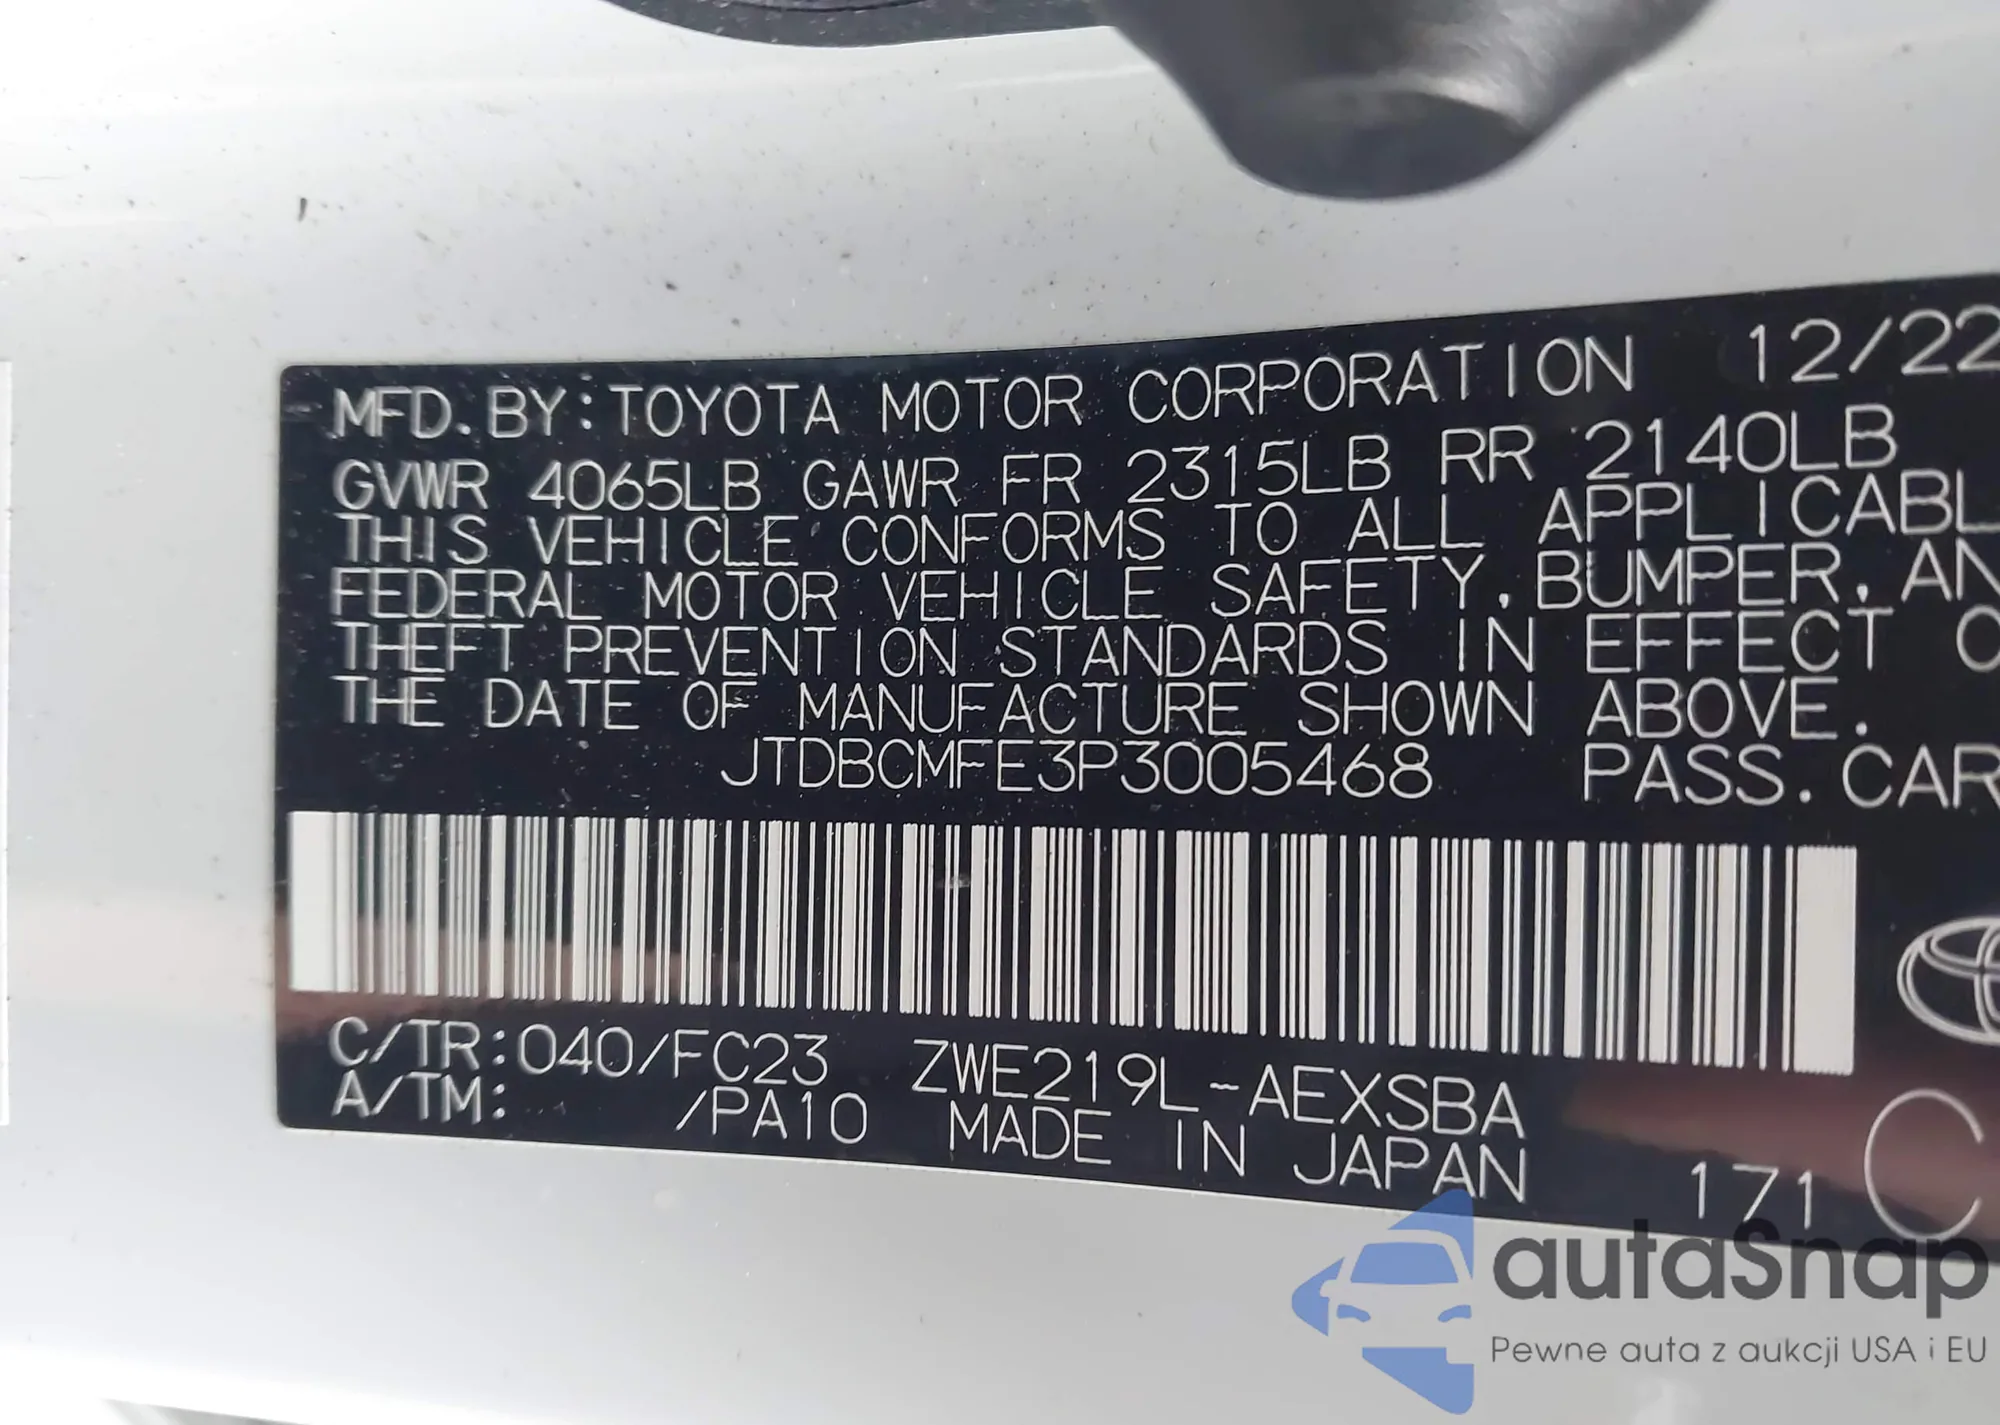 MFD. BY: TOYOTA MOTOR CORPORATION 12/22
GVWR 4065LB GAWR FR 2315LB RR 2140LB
THIS VEHICLE CONFORMS TO ALL APPLICABL
FEDERAL MOTOR VEHICLE SAFETY, BUMPER, AN
THEFT PREVENTION STANDARDS IN EFFECT O
THE DATE OF MANUFACTURE SHOWN ABOVE.
JTDBCMFE3P3005468 PASS. CAR
C/TR: 040/FC23 ZWE219L-AEXSBA
A/TM: /PA10 MADE IN JAPAN 171 C
autoSnap
Pewne auta z aukcji USA i EU